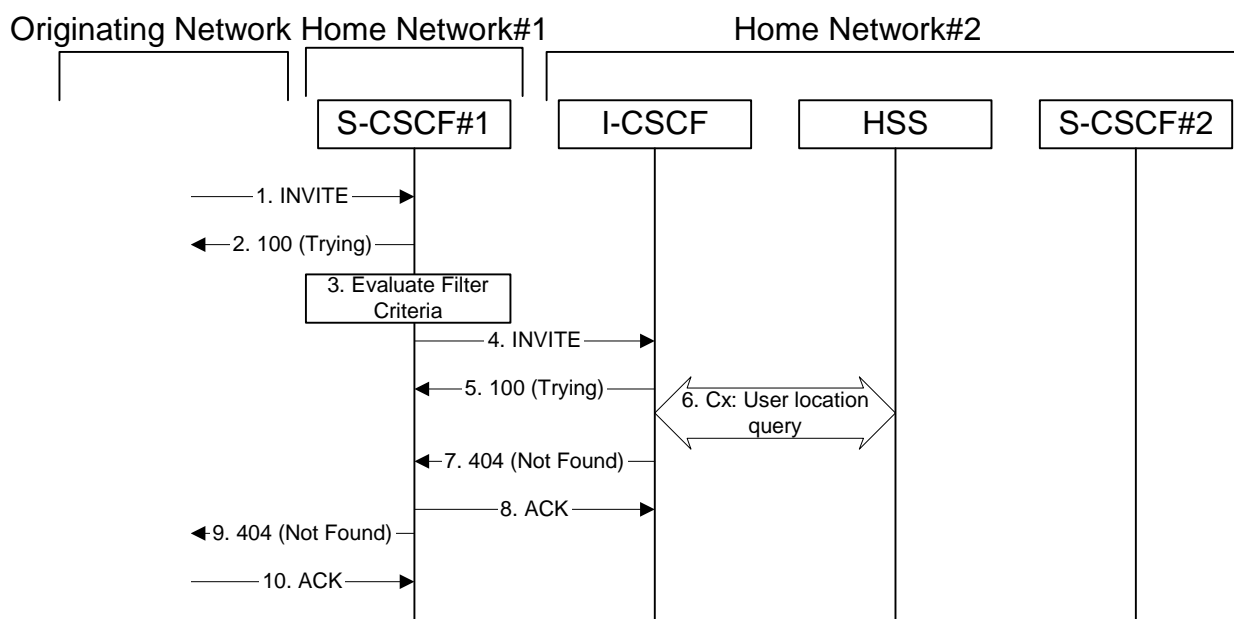 Originating Network Home Network#1 Home Network#2
S-CSCF#1 I-CSCF HSS S-CSCF#2
1. INVITE
2. 100 (Trying)
3. Evaluate Filter
Criteria
4. INVITE
5. 100 (Trying)
6. Cx: User location
query
7. 404 (Not Found)
8. ACK
9. 404 (Not Found)
10. ACK